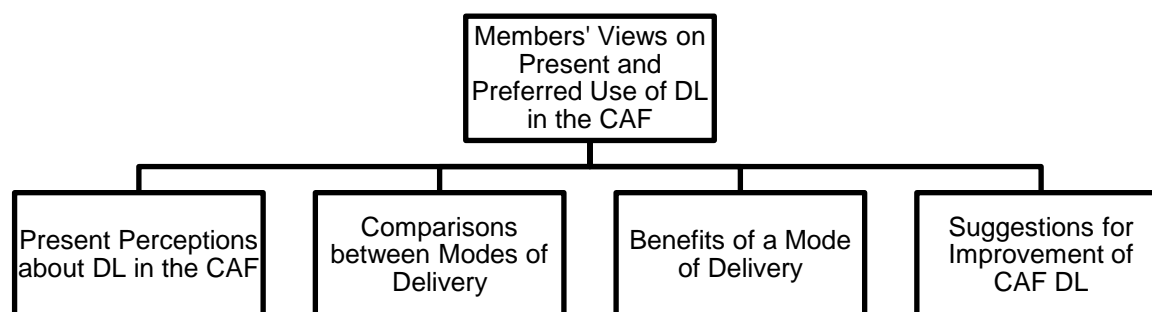 Members' Views on
Present and
Preferred Use of DL
in the CAF
Present Perceptions
about DL in the CAF
Comparisons
between Modes of
Delivery
Benefits of a Mode
of Delivery
Suggestions for
Improvement of
CAF DL